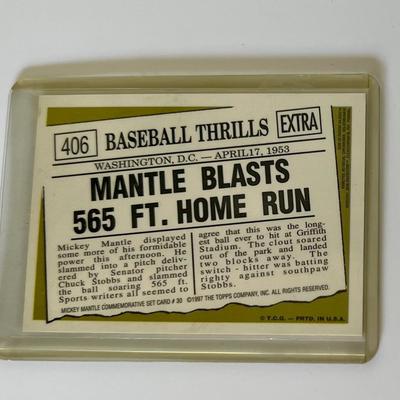 406
BASEBALL THRILLS
EXTRA
WASHINGTON, D.C. — APRIL 17, 1953
MANTLE BLASTS
565 FT. HOME RUN
Mickey Mantle displayed
some more of his formidable
power this afternoon. He
slammed into a pitch deliver-
ed by Senator pitcher
Chuck Stobbs and smashed
the ball soaring 565 ft.
Sports writers all seemed to
agree that this was the long-
est ball ever to hit at Griffith
Stadium. The clout soared
out of the park and landed
two blocks away. The
switch - hitter was batting
right against southpaw
Stobbs.
MICKEY MANTLE COMMEMORATIVE SET CARD # 30
©1997 THE TOPPS COMPANY, INC. ALL RIGHTS RESERVED.
© T.C.G. — PRTD. IN U.S.A.